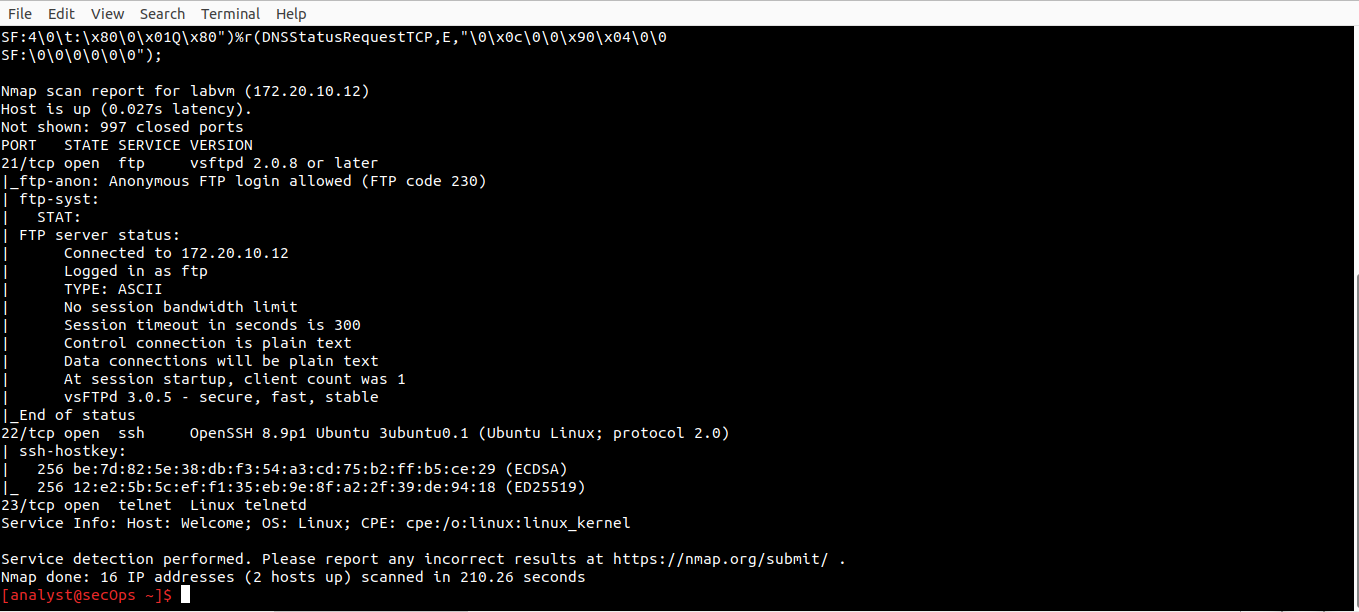 File Edit View Search Terminal Help
SF:4\0\t:\x80\0\x01Q\x80")%r(DNSStatusRequestTCP,E,"\0\x0c\0\0\x90\x04\0\0
SF:\0\0\0\0\0\0");
Nmap scan report for labvm (172.20.10.12)
Host is up (0.027s latency).
Not shown: 997 closed ports
PORT   STATE SERVICE VERSION
21/tcp open  ftp     vsftpd 2.0.8 or later
|_ftp-anon: Anonymous FTP login allowed (FTP code 230)
| ftp-syst:
|   STAT:
| FTP server status:
|      Connected to 172.20.10.12
|      Logged in as ftp
|      TYPE: ASCII
|      No session bandwidth limit
|      Session timeout in seconds is 300
|      Control connection is plain text
|      Data connections will be plain text
|      At session startup, client count was 1
|      vsFTPd 3.0.5 - secure, fast, stable
|_End of status
22/tcp open  ssh     OpenSSH 8.9p1 Ubuntu 3ubuntu0.1 (Ubuntu Linux; protocol 2.0)
| ssh-hostkey:
|   256 be:7d:82:5e:38:db:f3:54:a3:cd:75:b2:ff:b5:ce:29 (ECDSA)
|_  256 12:e2:5b:5c:ef:f1:35:eb:9e:8f:a2:2f:39:de:94:18 (ED25519)
23/tcp open  telnet  Linux telnetd
Service Info: Host: Welcome; OS: Linux; CPE: cpe:/o:linux:linux_kernel
Service detection performed. Please report any incorrect results at https://nmap.org/submit/ .
Nmap done: 16 IP addresses (2 hosts up) scanned in 210.26 seconds
[analyst@secOps ~]$